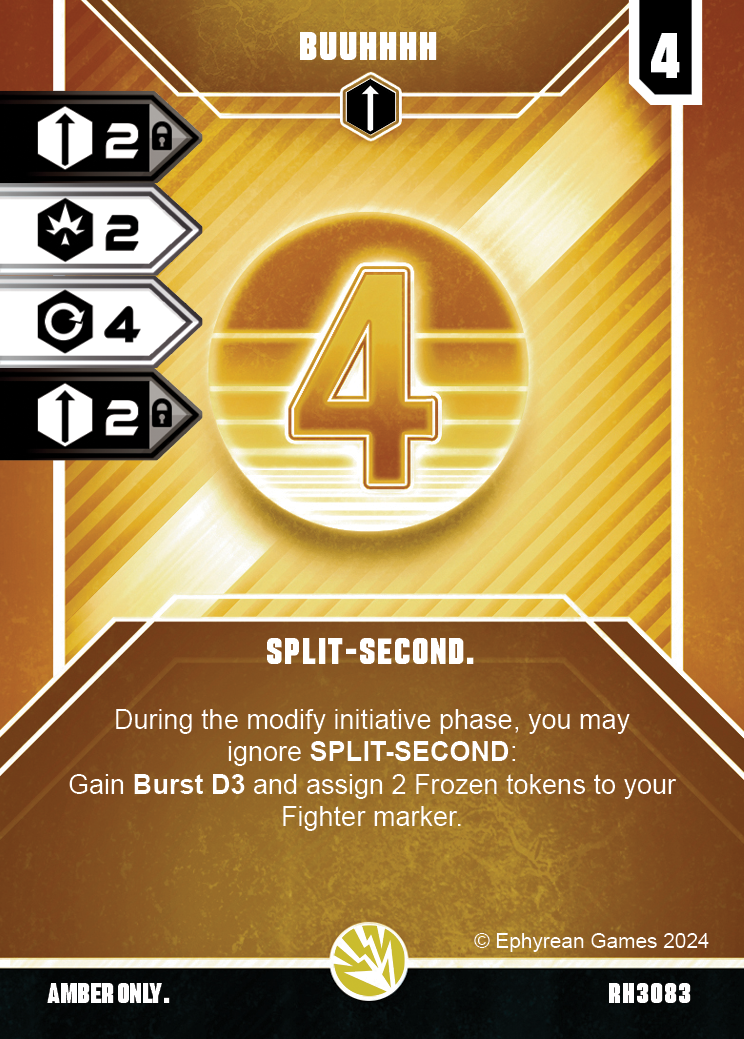 BUUHHHH
4
2
2
4
2
4
SPLIT-SECOND.
During the modify initiative phase, you may
ignore SPLIT-SECOND:
Gain Burst D3 and assign 2 Frozen tokens to your
Fighter marker.
© Ephyrean Games 2024
AMBER ONLY.
RH3083